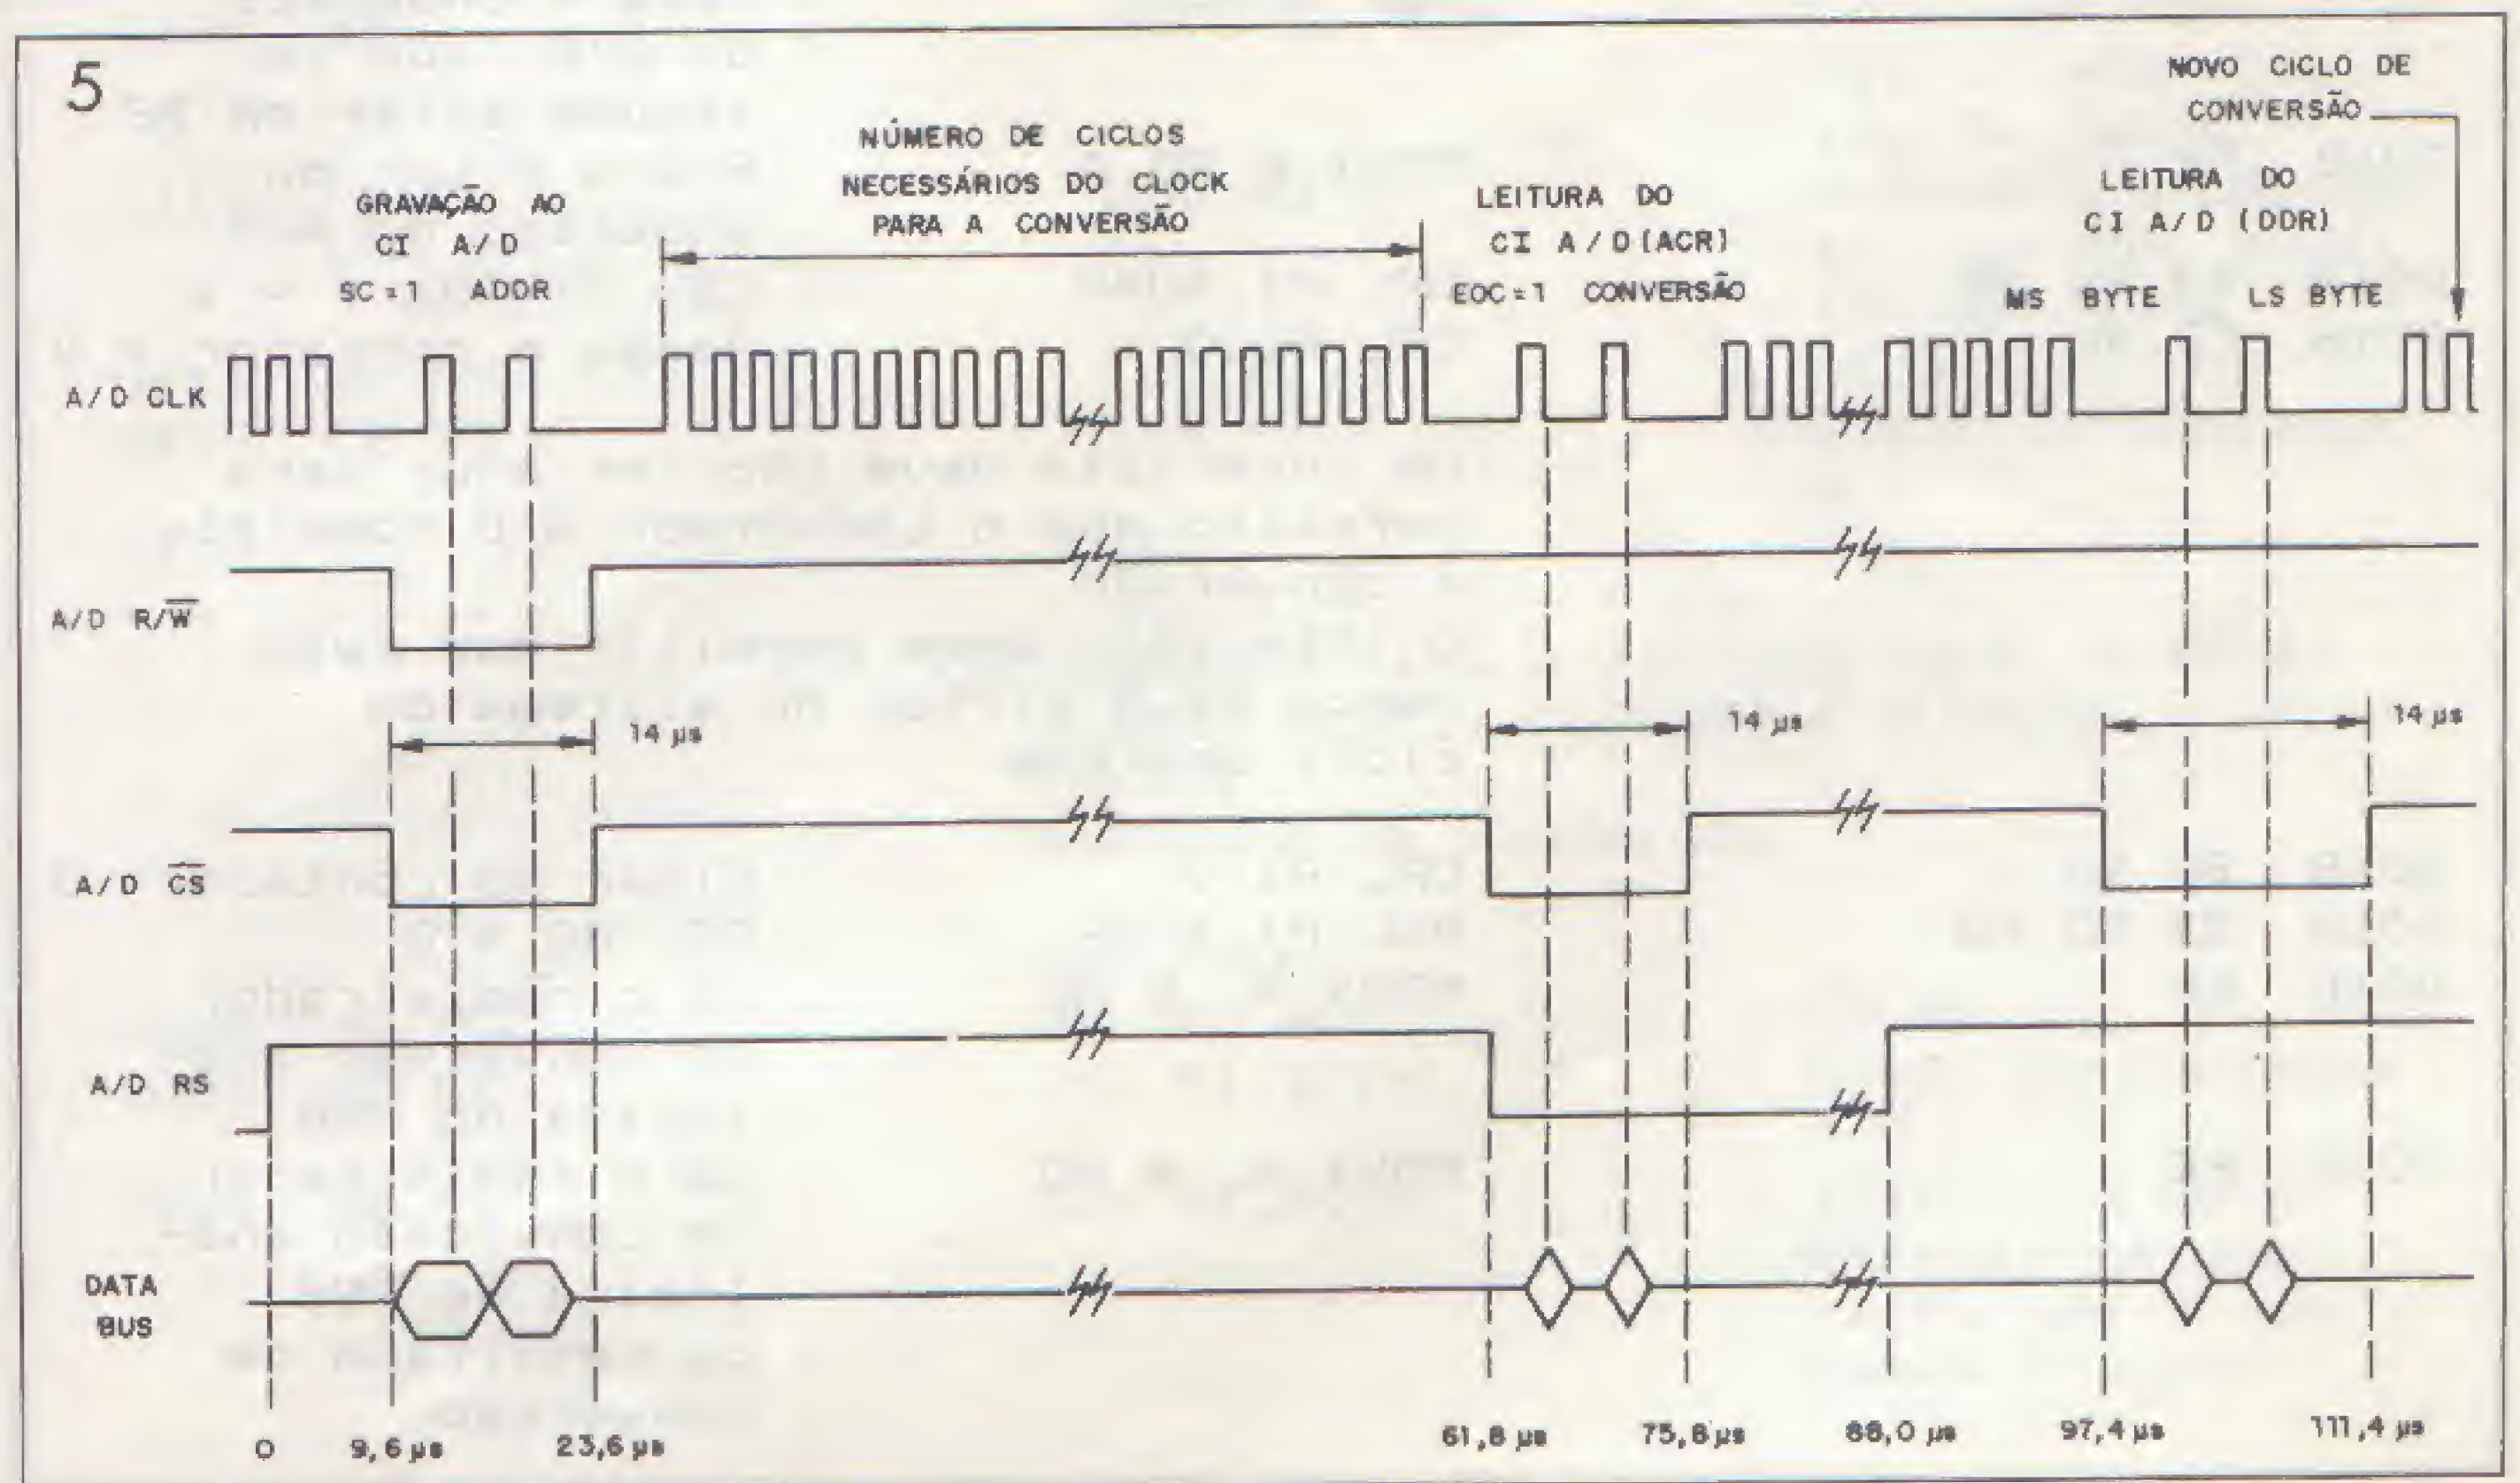 5
NOVO CICLO DE
CONVERSÃO
NÚMERO DE CICLOS
NECESSÁRIOS DO CLOCK
PARA A CONVERSÃO
GRAVAÇÃO AO
CI A/D
SC=1 ADDR
LEITURA DO
CI A/D (ACR)
EOC=1 CONVERSÃO
LEITURA DO
CI A/D (DDR)
MS BYTE LS BYTE
A/D CLK
A/D R/W̅
14 µs
14 µs
14 µs
A/D C̅S̅
A/D RS
DATA
BUS
0 9,6 µs 23,6 µs 61,8 µs 75,8 µs 88,0 µs 97,4 µs 111,4 µs